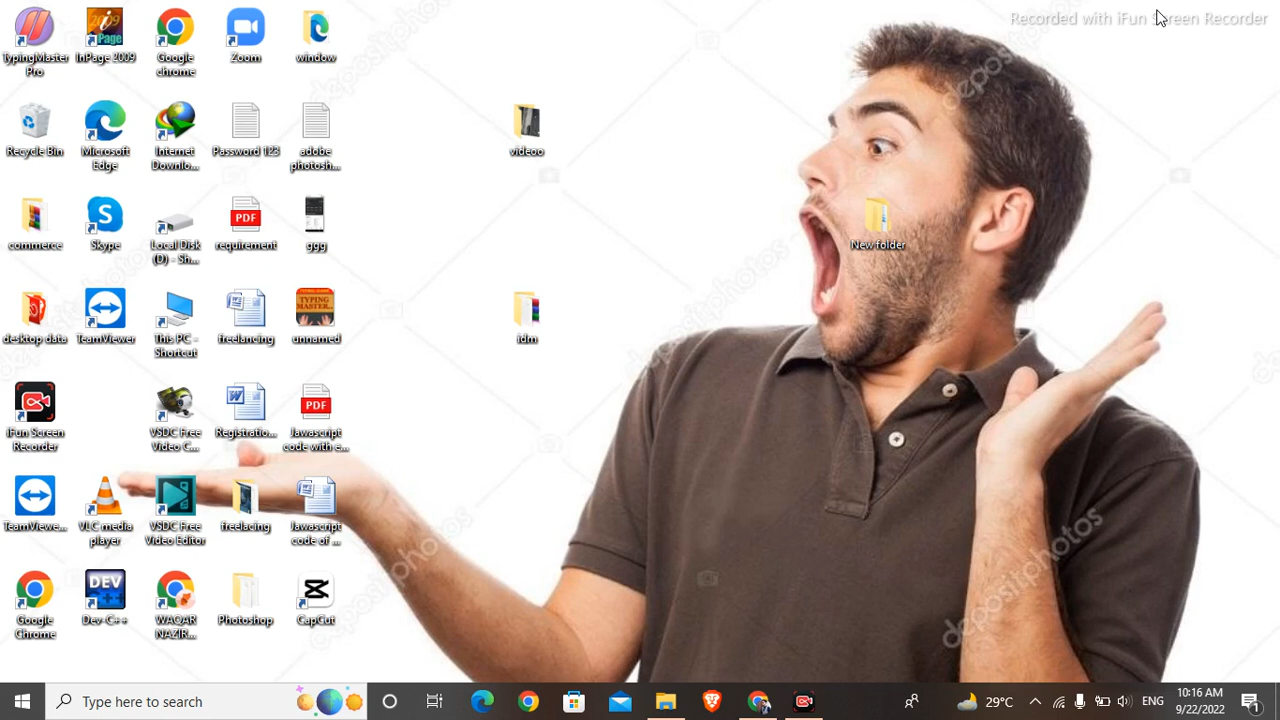 Recorded with iFun Screen Recorder
TypingMaster Pro
InPage 2009
Google chrome
Zoom
window
Recycle Bin
Microsoft Edge
Internet Downlo...
Password 123
adobe photosh...
videoo
commerce
Skype
Local Disk (D) - Sh...
requirement
ggg
New folder
desktop data
TeamViewer
This PC - Shortcut
freelancing
unnamed
idm
iFun Screen Recorder
VSDC Free Video C...
Registratio...
Javascript code with e...
TeamViewe...
VLC media player
VSDC Free Video Editor
freelacing
Javascript code of ...
Google Chrome
Dev-C++
WAQAR NAZIR...
Photoshop
CapCut
depositphotos
depositphotos
Type here to search
29°C
ENG
10:16 AM
9/22/2022